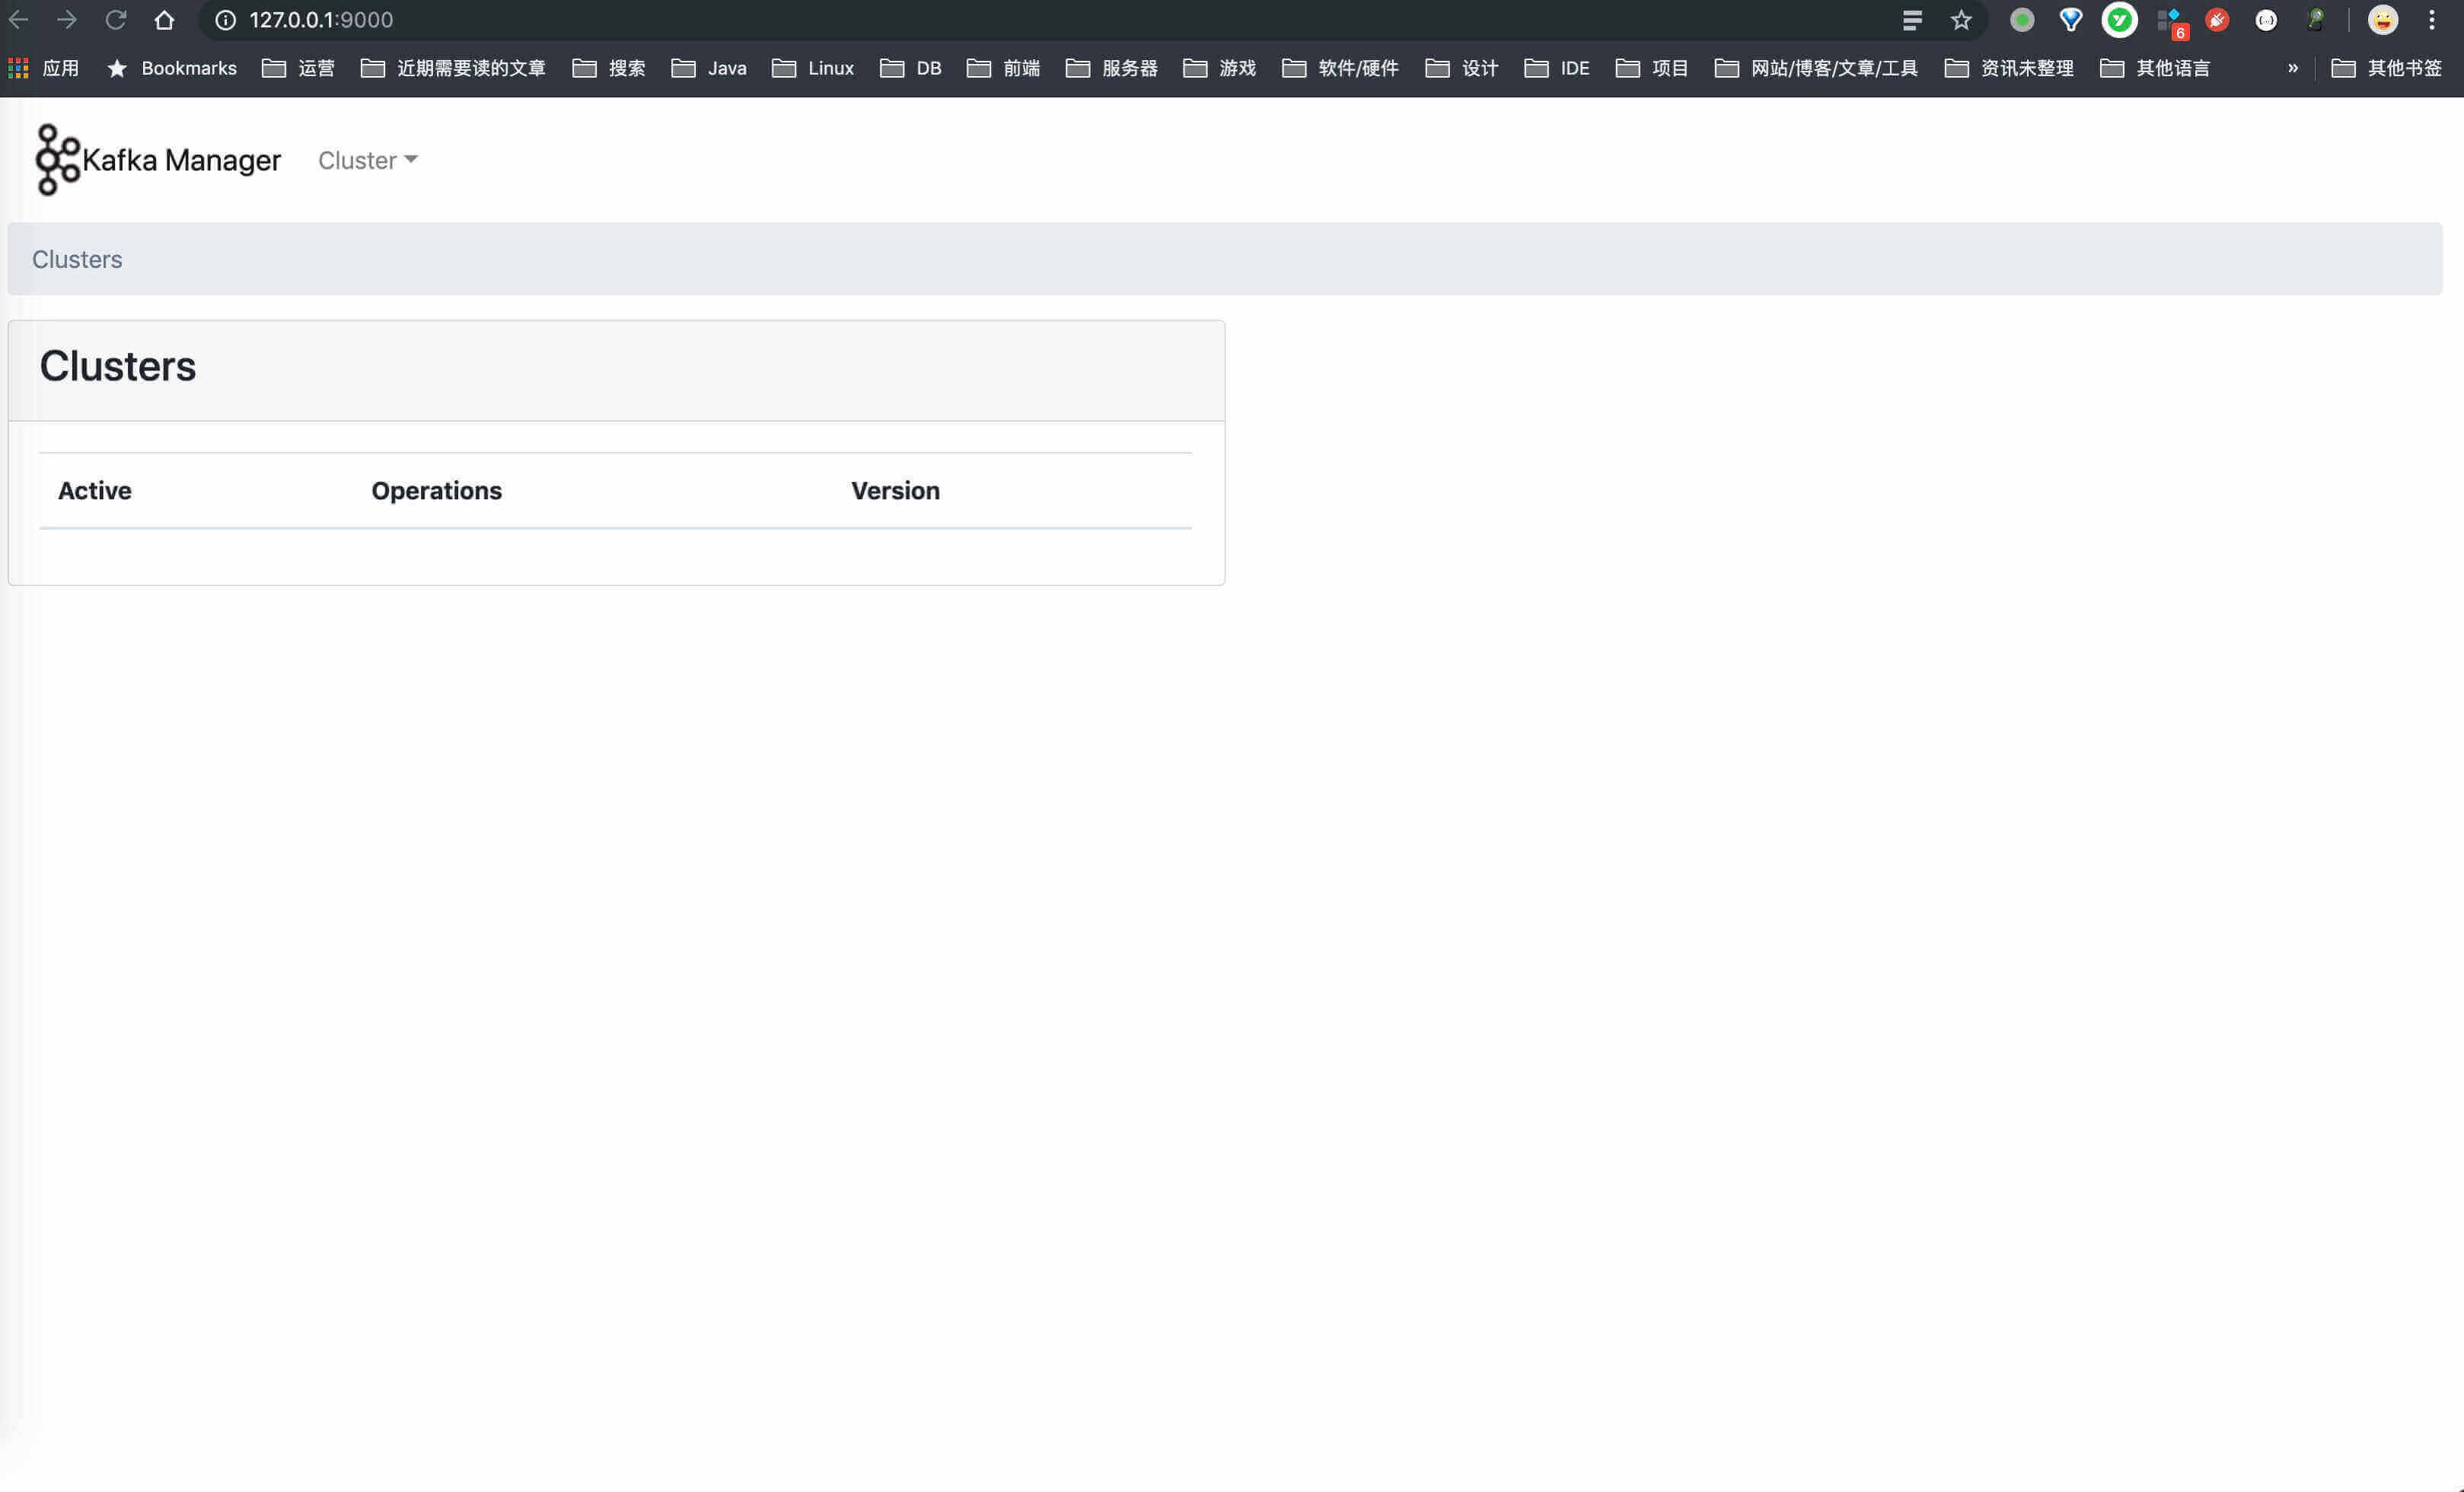 127.0.0.1:9000
6
应用 Bookmarks 运营 近期需要读的文章 搜索 Java Linux DB 前端 服务器 游戏 软件/硬件 设计 IDE 项目 网站/博客/文章/工具 资讯未整理 其他语言 » 其他书签
Kafka Manager Cluster
Clusters
Clusters
Active Operations Version